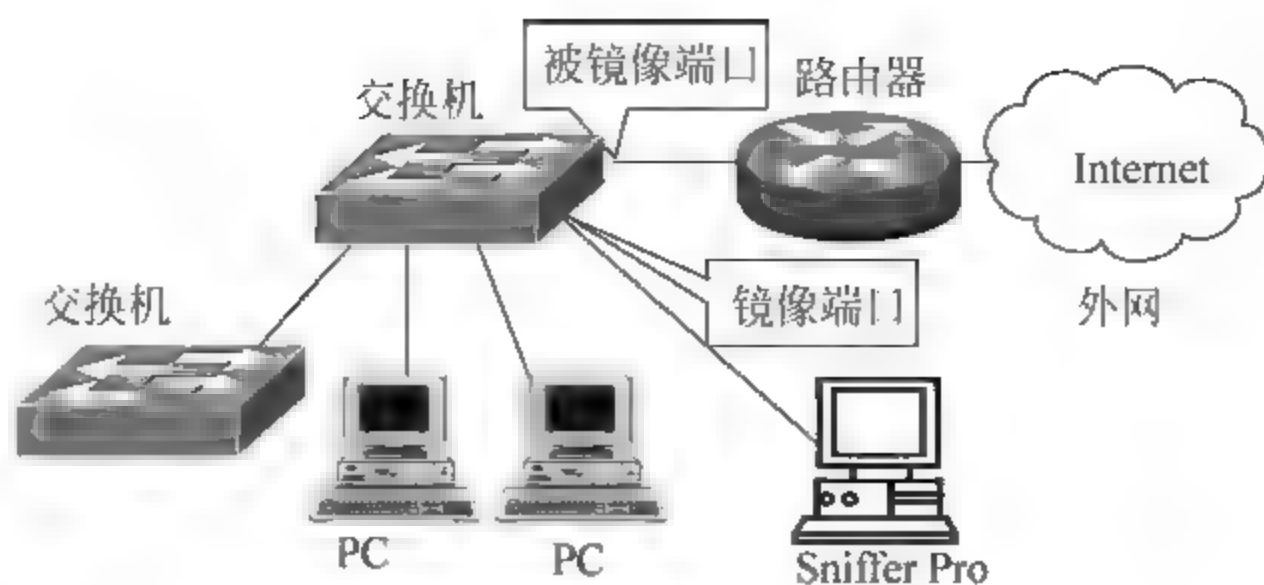 被镜像端口
路由器
交换机
Internet
镜像端口
外网
交换机
PC
PC
Sniffer Pro